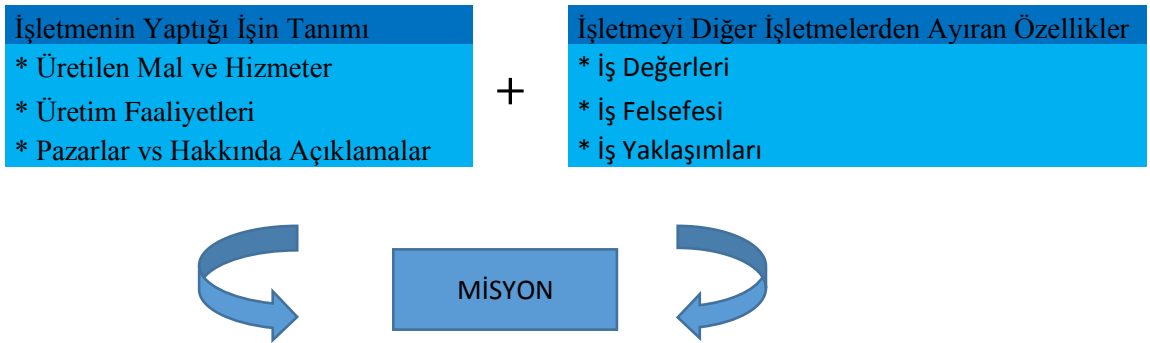 İşletmenin Yaptığı İşin Tanımı
* Üretilen Mal ve Hizmeter
* Üretim Faaliyetleri
* Pazarlar vs Hakkında Açıklamalar
+
İşletmeyi Diğer İşletmelerden Ayıran Özellikler
* İş Değerleri
* İş Felsefesi
* İş Yaklaşımları
MİSYON